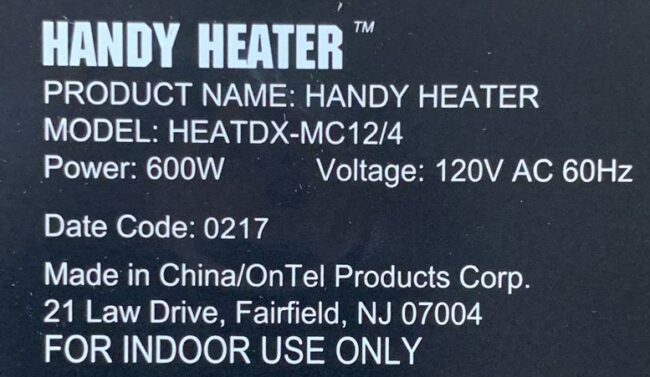 HANDY HEATER™
PRODUCT NAME: HANDY HEATER
MODEL: HEATDX-MC12/4
Power: 600W Voltage: 120V AC 60Hz
Date Code: 0217
Made in China/OnTel Products Corp.
21 Law Drive, Fairfield, NJ 07004
FOR INDOOR USE ONLY